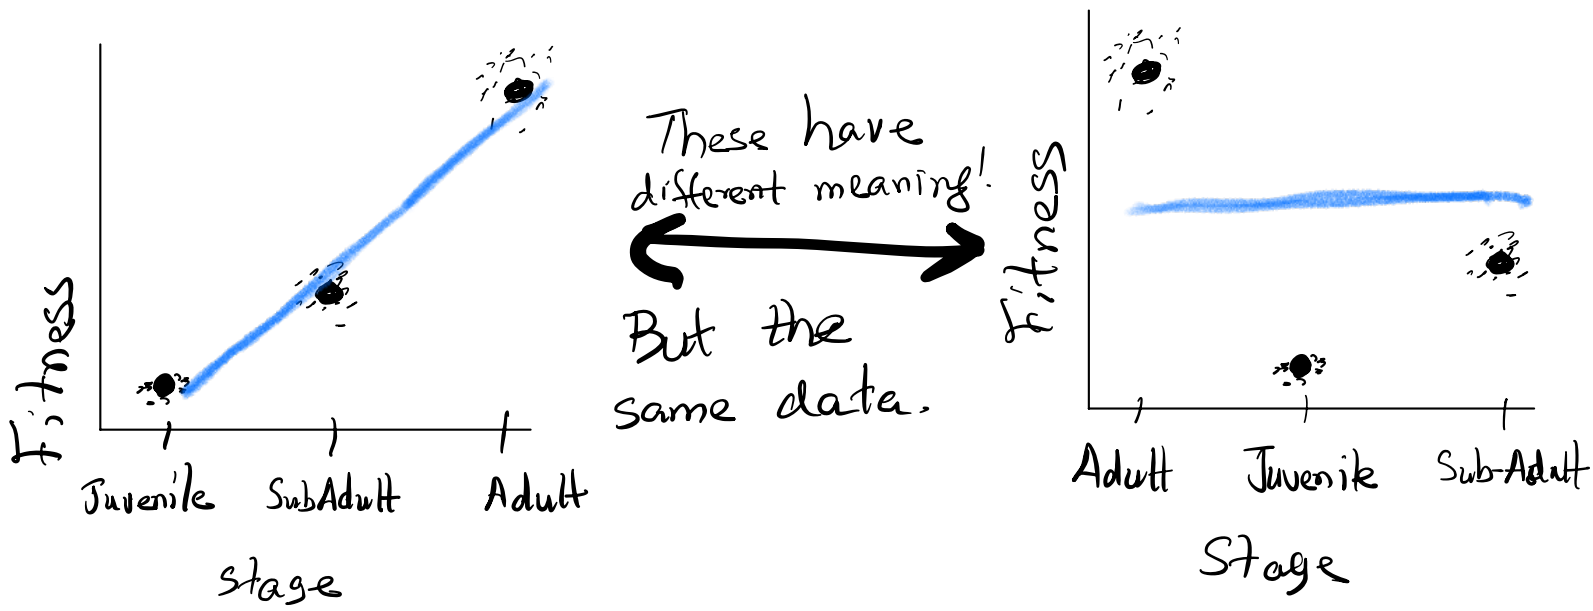 Fitness
Juvenile SubAdult Adult
stage
These have
different meaning!
But the
same data.
Fitness
Adult Juvenile Sub-Adult
Stage